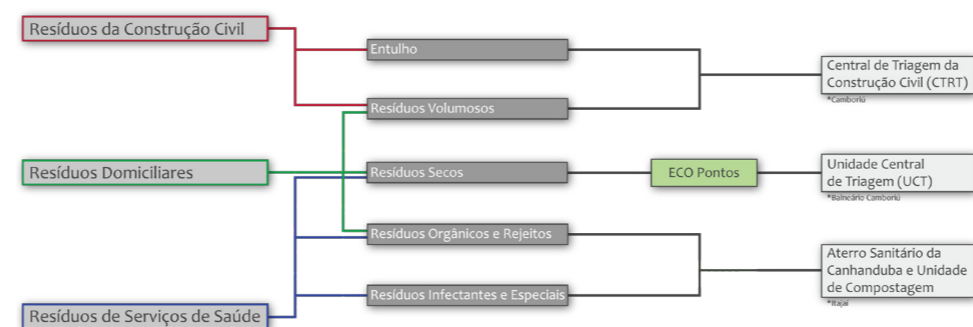 Resíduos da Construção Civil
Entulho
Central de Triagem da
Construção Civil (CTRT)
*Camboriú
Resíduos Volumosos
Resíduos Domiciliares
Resíduos Secos
ECO Pontos
Unidade Central
de Triagem (UCT)
*Balneário Camboriú
Resíduos Orgânicos e Rejeitos
Aterro Sanitário da
Canhanduba e Unidade
de Compostagem
*Itajaí
Resíduos Infectantes e Especiais
Resíduos de Serviços de Saúde